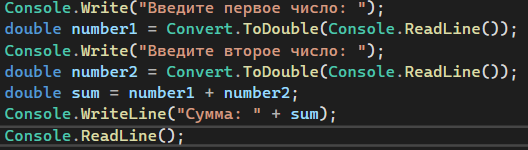 Console.Write("Введите первое число: ");
double number1 = Convert.ToDouble(Console.ReadLine());
Console.Write("Введите второе число: ");
double number2 = Convert.ToDouble(Console.ReadLine());
double sum = number1 + number2;
Console.WriteLine("Сумма: " + sum);
Console.ReadLine();